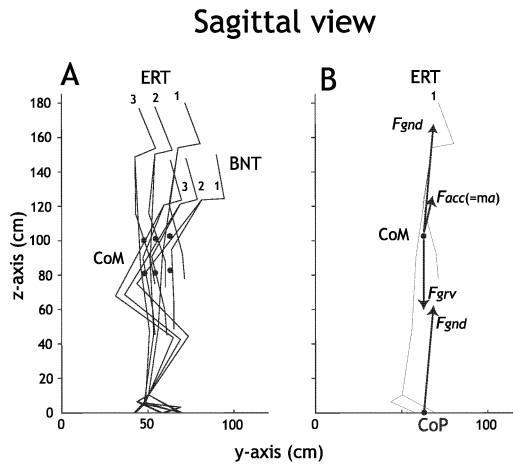 Sagittal view
A
ERT
3 2 1
BNT
3 2 1
CoM
z-axis (cm)
180
160
140
120
100
80
60
40
20
0
0 50 100
B
ERT
1
Fgnd
Facc(=ma)
CoM
Fgrv
Fgnd
CoP
0 100
y-axis (cm)